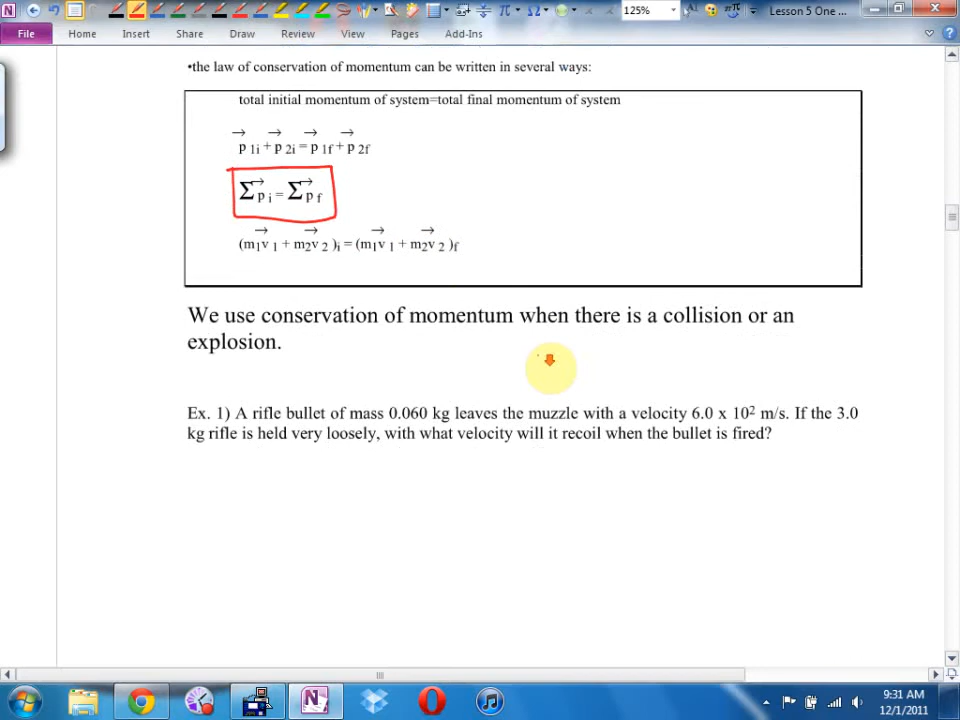 125%
Lesson 5 One ...
File Home Insert Share Draw Review View Pages Add-Ins
•the law of conservation of momentum can be written in several ways:
total initial momentum of system=total final momentum of system
p⃗ 1i + p⃗ 2i = p⃗ 1f + p⃗ 2f
Σp⃗ i = Σp⃗ f
(m₁v⃗ 1 + m₂v⃗ 2 )i = (m₁v⃗ 1 + m₂v⃗ 2 )f
We use conservation of momentum when there is a collision or an
explosion.
Ex. 1) A rifle bullet of mass 0.060 kg leaves the muzzle with a velocity 6.0 x 10² m/s. If the 3.0
kg rifle is held very loosely, with what velocity will it recoil when the bullet is fired?
9:31 AM
12/1/2011